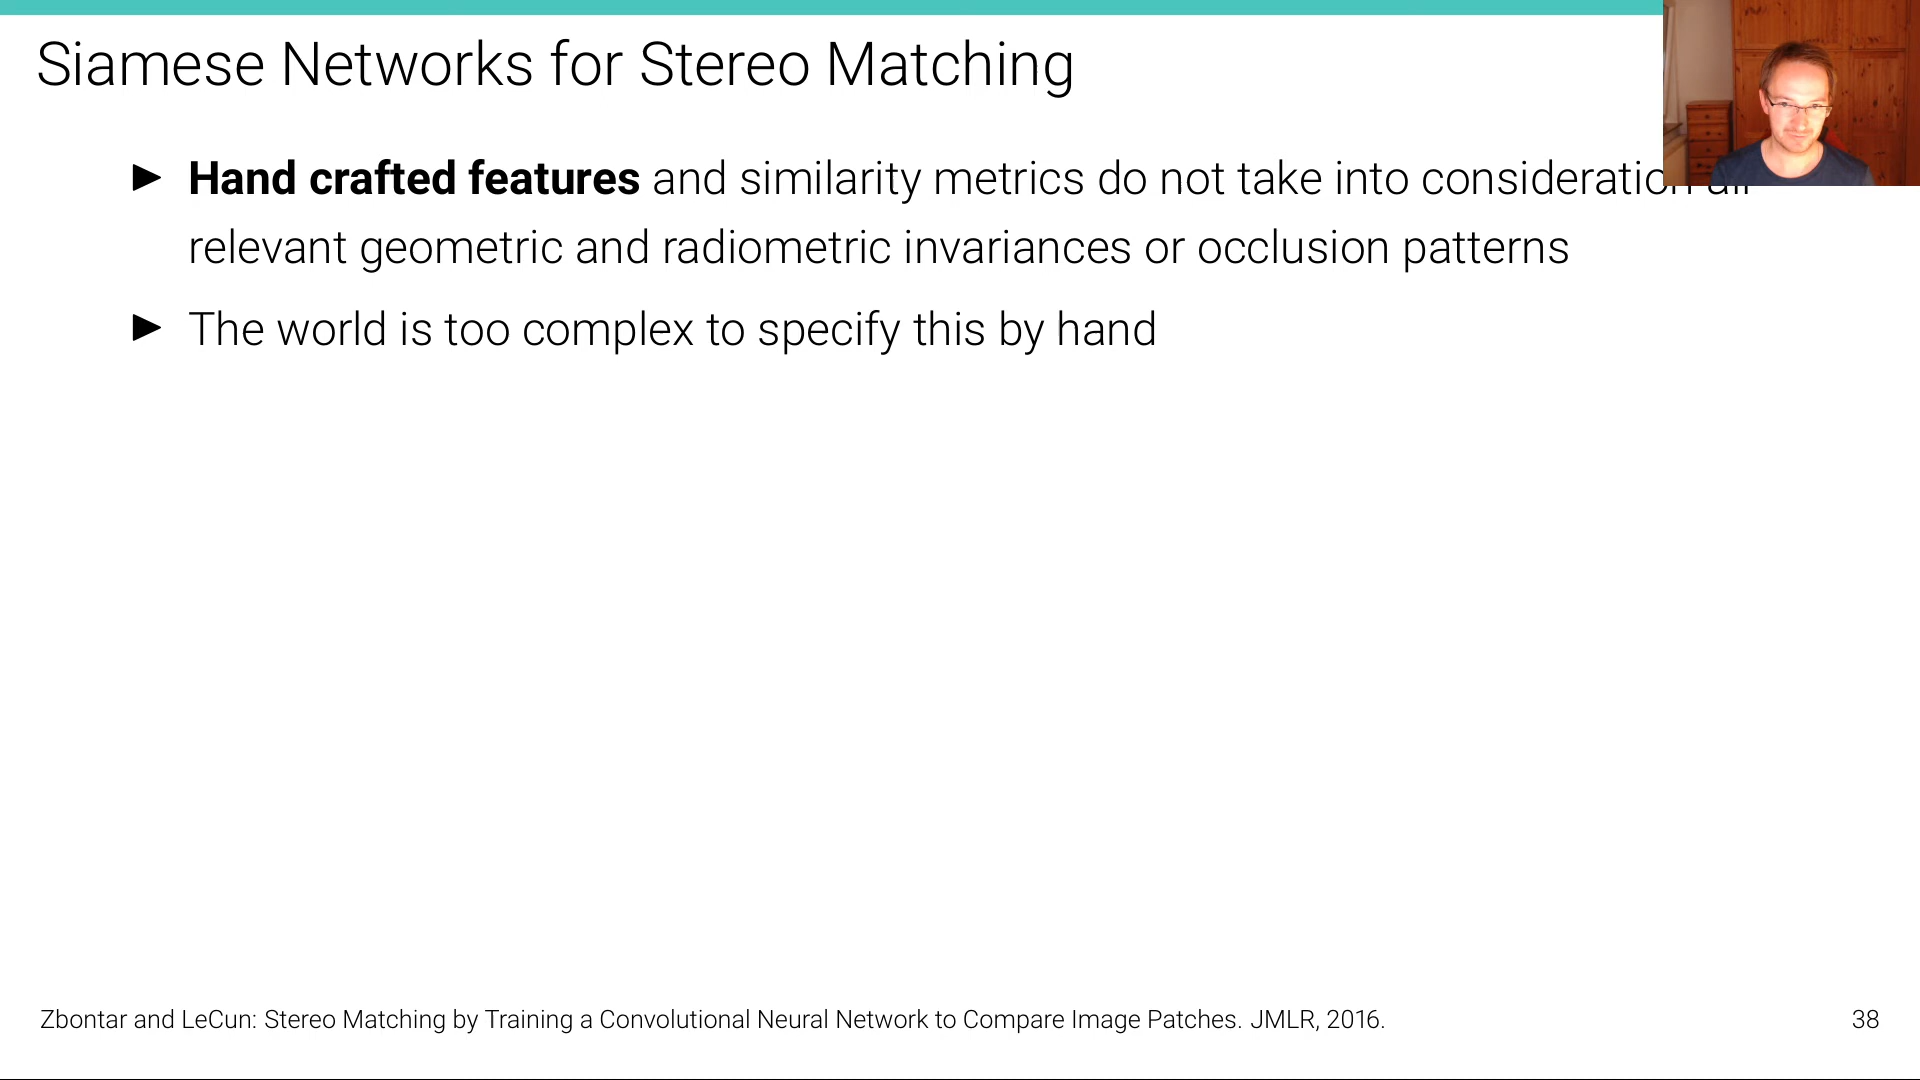 Siamese Networks for Stereo Matching
► Hand crafted features and similarity metrics do not take into consideration all
relevant geometric and radiometric invariances or occlusion patterns
► The world is too complex to specify this by hand
Zbontar and LeCun: Stereo Matching by Training a Convolutional Neural Network to Compare Image Patches. JMLR, 2016.
38